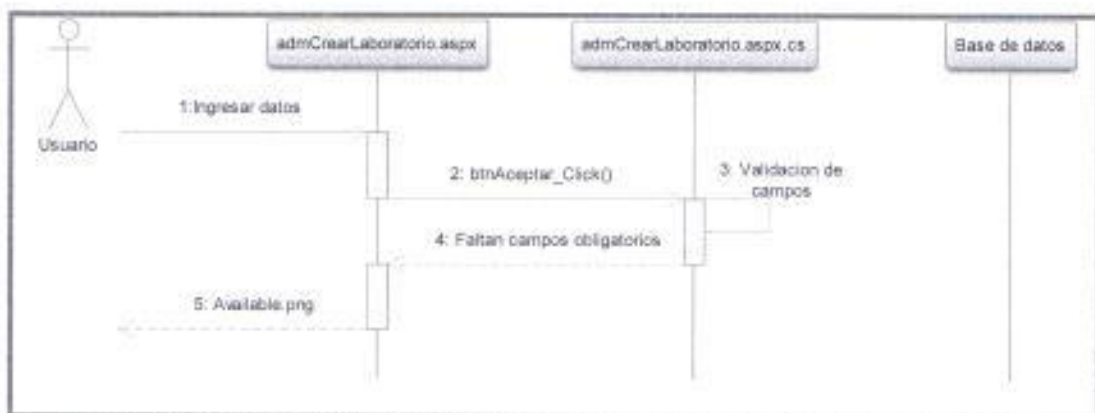 admCrearLaboratorio.aspx
admCrearLaboratorio.aspx.cs
Base de datos
Usuario
1:Ingresar datos
2: btnAceptar_Click()
3: Validacion de
campos
4: Faltan campos obligatorios
5: Available.png